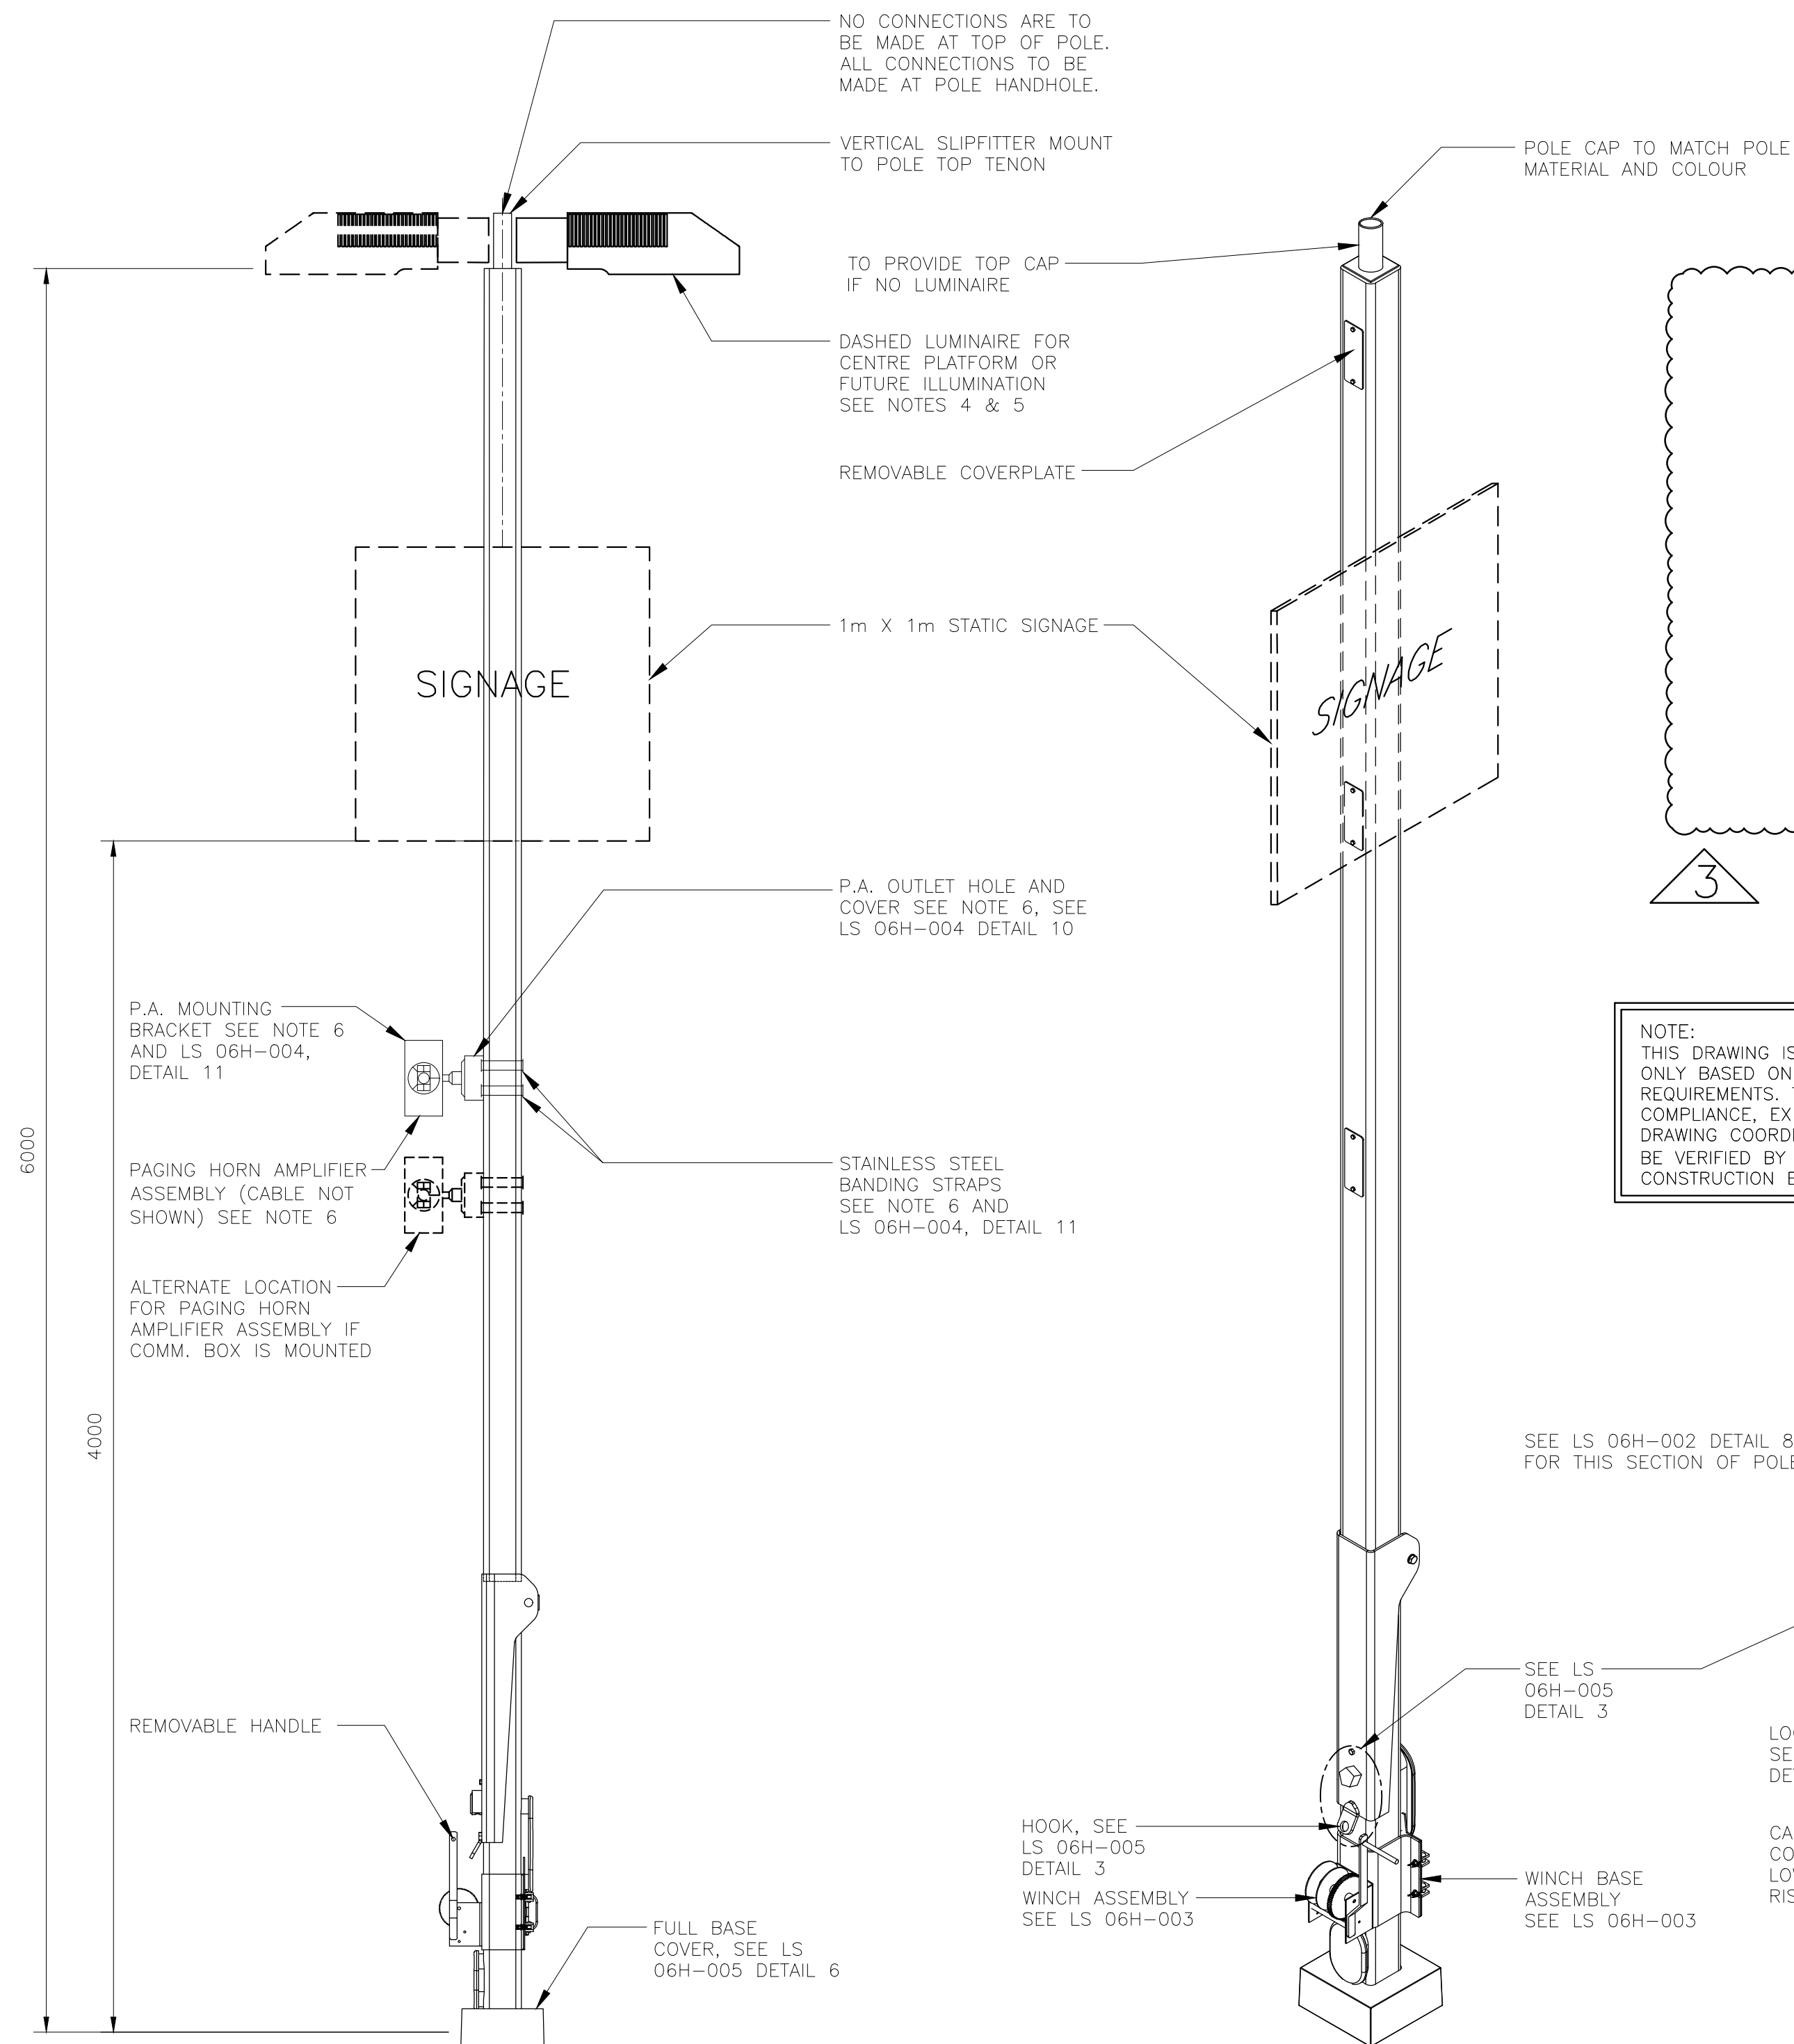 NO CONNECTIONS ARE TO
BE MADE AT TOP OF POLE.
ALL CONNECTIONS TO BE
MADE AT POLE HANDHOLE.
VERTICAL SLIPFITTER MOUNT
TO POLE TOP TENON
POLE CAP TO MATCH POLE
MATERIAL AND COLOUR
TO PROVIDE TOP CAP
IF NO LUMINAIRE
DASHED LUMINAIRE FOR
CENTRE PLATFORM OR
FUTURE ILLUMINATION
SEE NOTES 4 & 5
REMOVABLE COVERPLATE
1m X 1m STATIC SIGNAGE
SIGNAGE
SIGNAGE
P.A. OUTLET HOLE AND
COVER SEE NOTE 6, SEE
LS 06H-004 DETAIL 10
3
P.A. MOUNTING
BRACKET SEE NOTE 6
AND LS 06H-004,
DETAIL 11
NOTE:
THIS DRAWING IS
ONLY BASED ON
REQUIREMENTS.
COMPLIANCE, EX
DRAWING COORD
BE VERIFIED BY
CONSTRUCTION
6000
PAGING HORN AMPLIFIER
ASSEMBLY (CABLE NOT
SHOWN) SEE NOTE 6
STAINLESS STEEL
BANDING STRAPS
SEE NOTE 6 AND
LS 06H-004, DETAIL 11
ALTERNATE LOCATION
FOR PAGING HORN
AMPLIFIER ASSEMBLY IF
COMM. BOX IS MOUNTED
4000
SEE LS 06H-002 DETAIL 8
FOR THIS SECTION OF POLE
SEE LS
06H-005
DETAIL 3
REMOVABLE HANDLE
LO
SE
DE
HOOK, SEE
LS 06H-005
DETAIL 3
CA
CO
LO
RIS
WINCH ASSEMBLY
SEE LS 06H-003
WINCH BASE
ASSEMBLY
SEE LS 06H-003
FULL BASE
COVER, SEE LS
06H-005 DETAIL 6